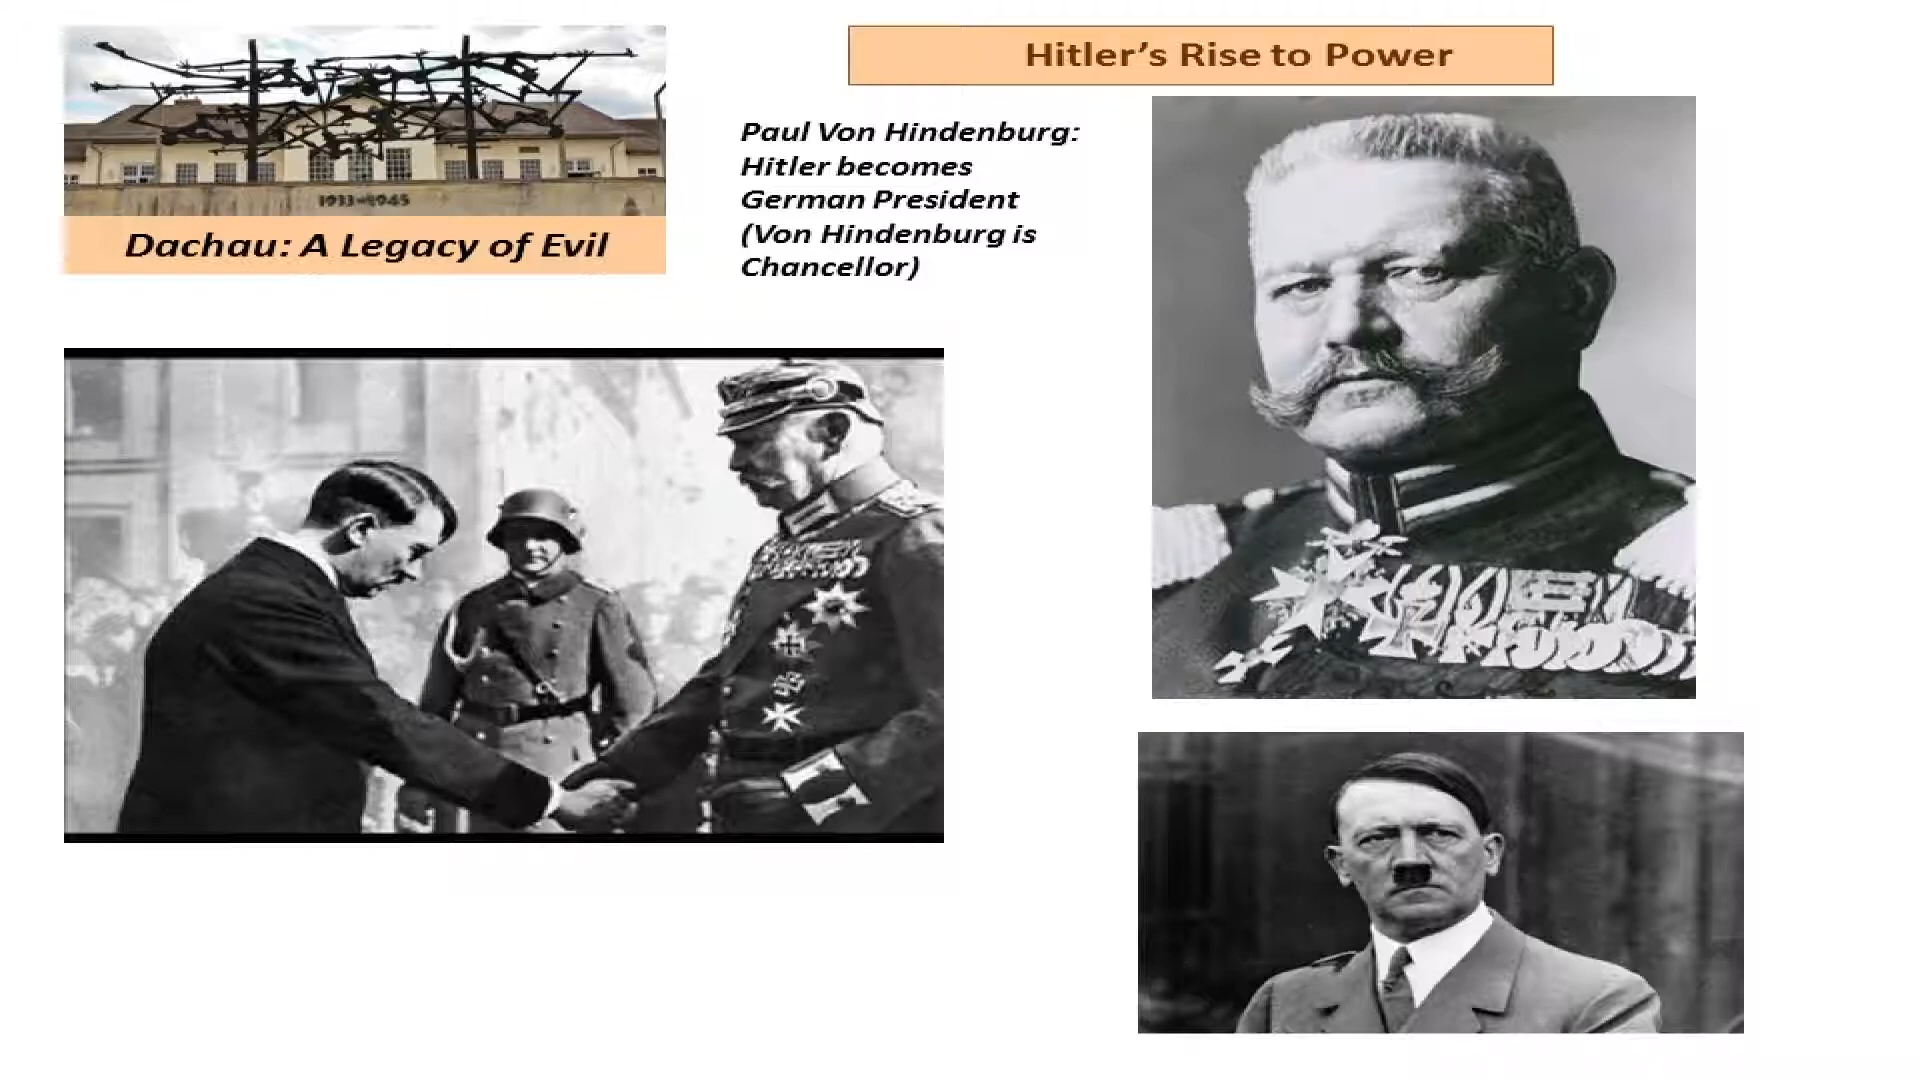 Hitler’s Rise to Power
1933-1945
Dachau: A Legacy of Evil
Paul Von Hindenburg:
Hitler becomes
German President
(Von Hindenburg is
Chancellor)